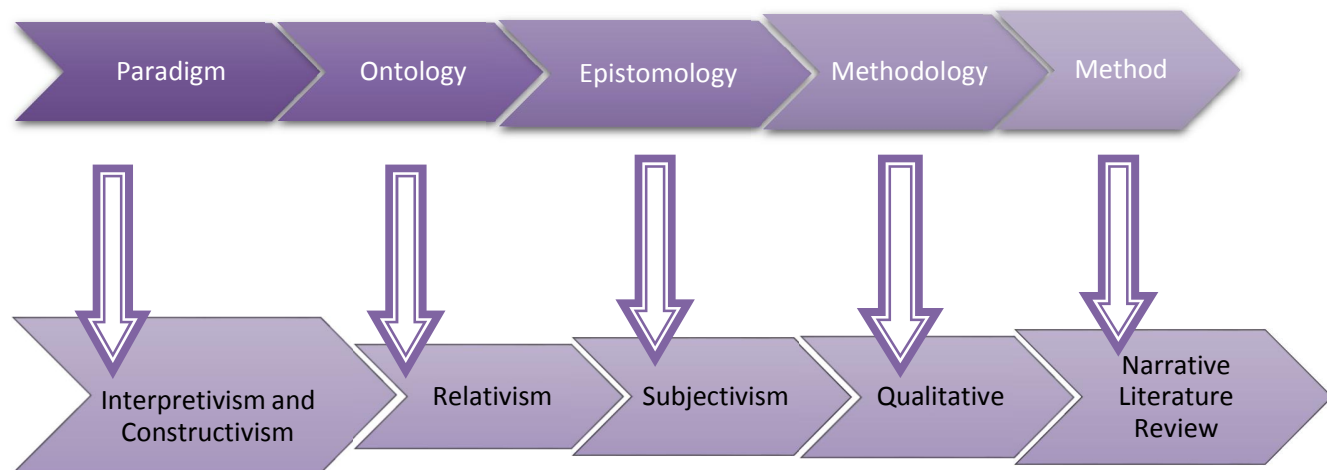 Paradigm
Ontology
Epistomology
Methodology
Method
Interpretivism and
Constructivism
Relativism
Subjectivism
Qualitative
Narrative
Literature
Review